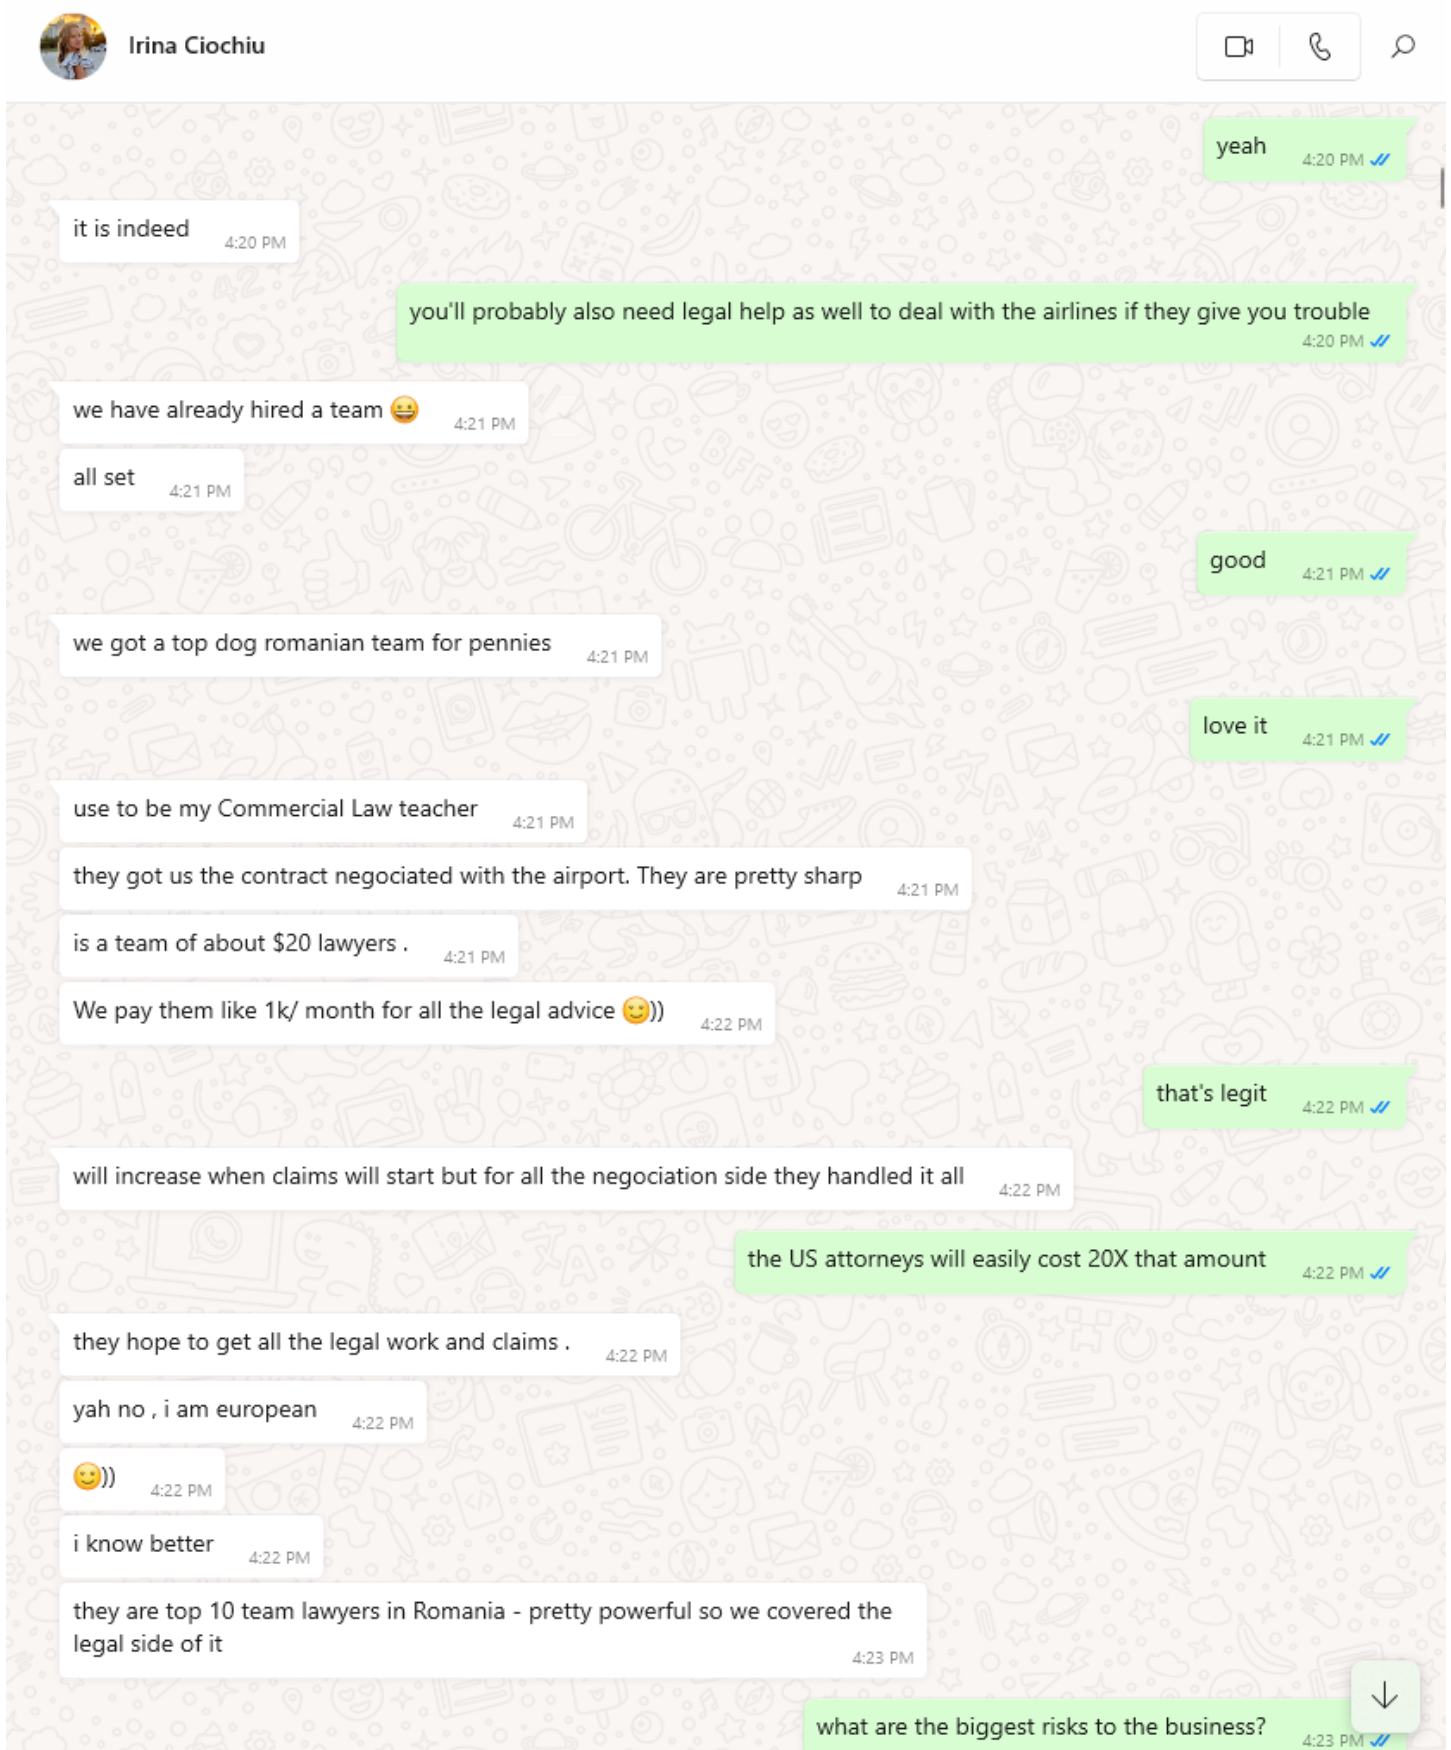 Irina Ciochiu
yeah 4:20 PM
it is indeed 4:20 PM
you'll probably also need legal help as well to deal with the airlines if they give you trouble
4:20 PM
we have already hired a team 😀 4:21 PM
all set 4:21 PM
good 4:21 PM
we got a top dog romanian team for pennies 4:21 PM
love it 4:21 PM
use to be my Commercial Law teacher 4:21 PM
they got us the contract negociated with the airport. They are pretty sharp 4:21 PM
is a team of about $20 lawyers . 4:21 PM
We pay them like 1k/ month for all the legal advice 🙂)) 4:22 PM
that's legit 4:22 PM
will increase when claims will start but for all the negociation side they handled it all 4:22 PM
the US attorneys will easily cost 20X that amount 4:22 PM
they hope to get all the legal work and claims . 4:22 PM
yah no , i am european 4:22 PM
🙂)) 4:22 PM
i know better 4:22 PM
they are top 10 team lawyers in Romania - pretty powerful so we covered the
legal side of it 4:23 PM
what are the biggest risks to the business? 4:23 PM